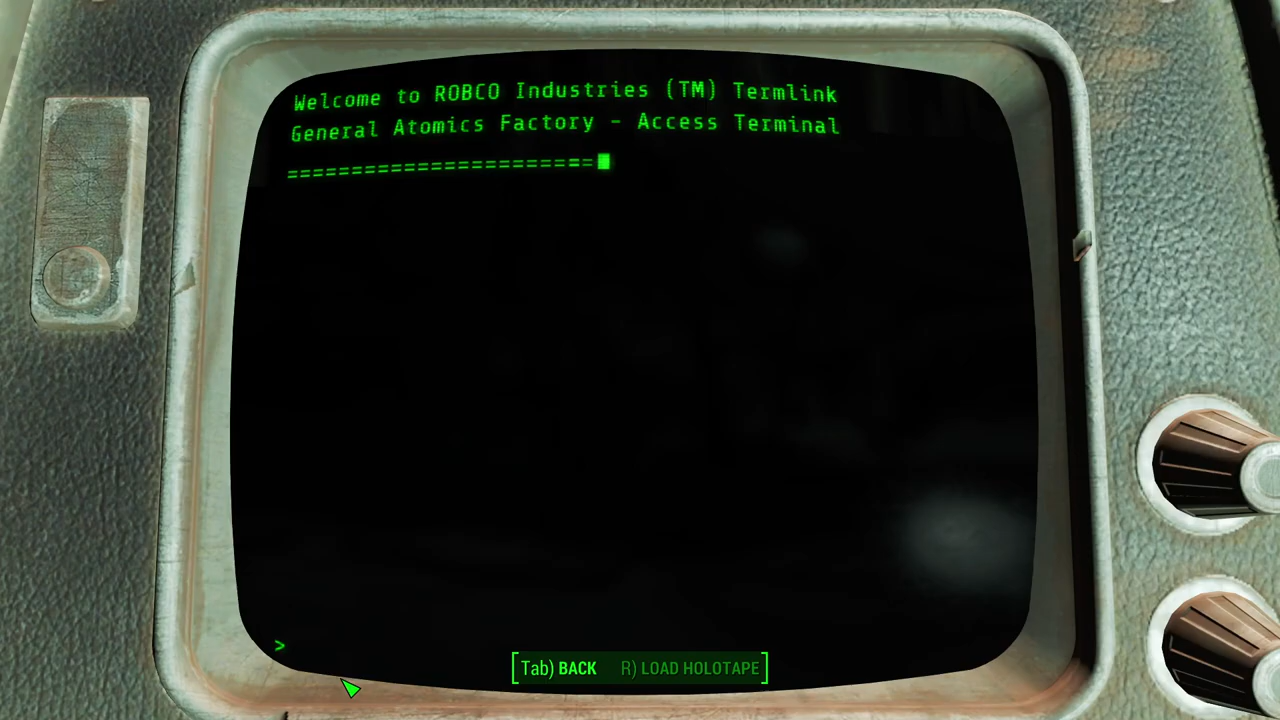 Welcome to ROBCO Industries (TM) Termlink
General Atomics Factory - Access Terminal
========================
>
Tab) BACK R) LOAD HOLOTAPE